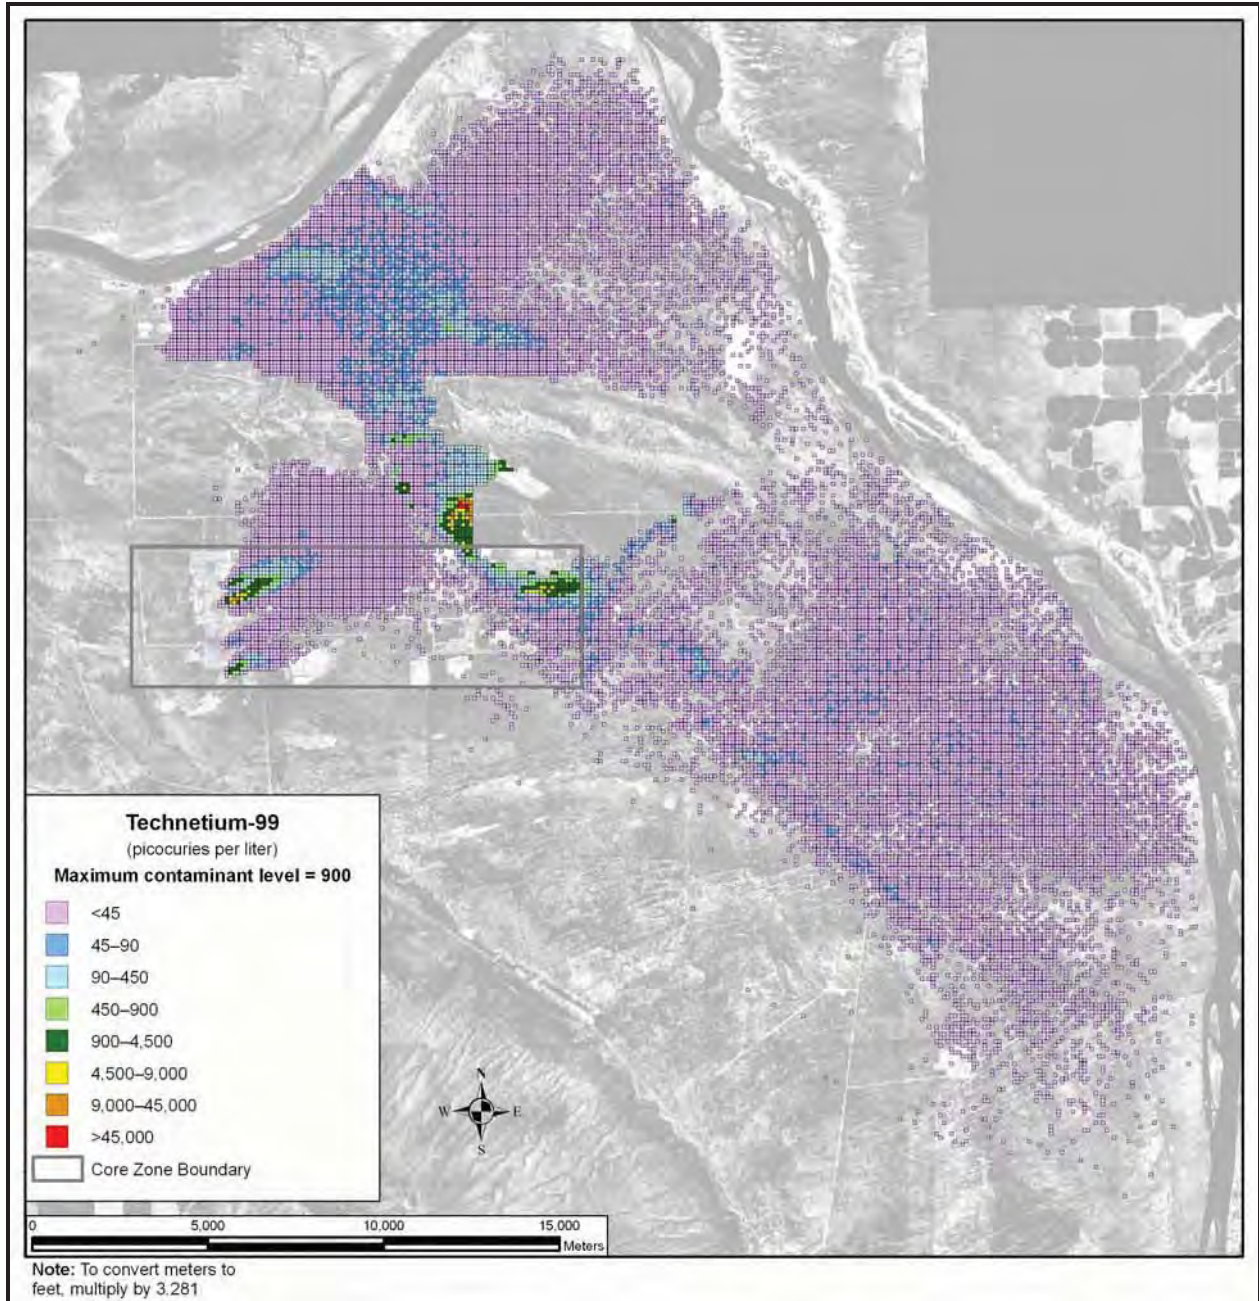 Technetium-99
(picocuries per liter)
Maximum contaminant level = 900
<45
45–90
90–450
450–900
900–4,500
4,500–9,000
9,000–45,000
>45,000
Core Zone Boundary
N
W E
S
0 5,000 10,000 15,000
Meters
Note: To convert meters to
feet, multiply by 3.281